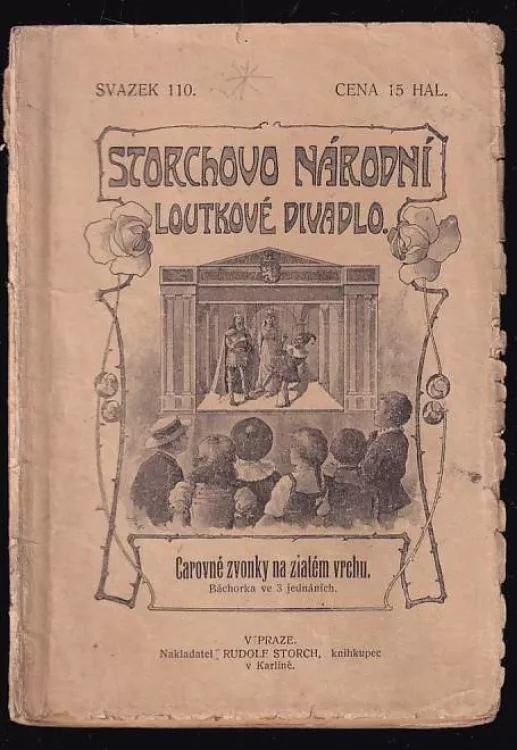 SVAZEK 110.
CENA 15 HAL.
STORCHOVO NÁRODNÍ
LOUTKOVÉ DIVADLO.
Čarovné zvonky na zlatém vrchu.
Báchorka ve 3 jednáních.
V PRAZE.
Nakladatel RUDOLF STORCH, knihkupec
v Karlíně.